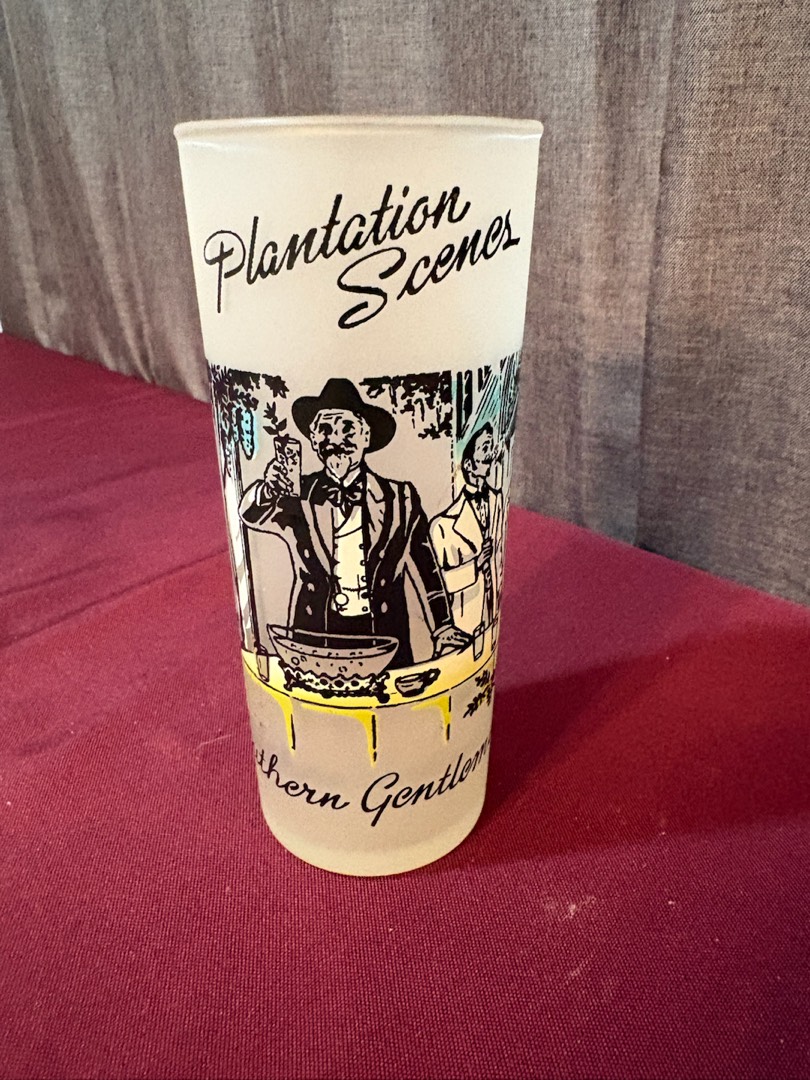 Plantation
Scenes
thern Gentlem